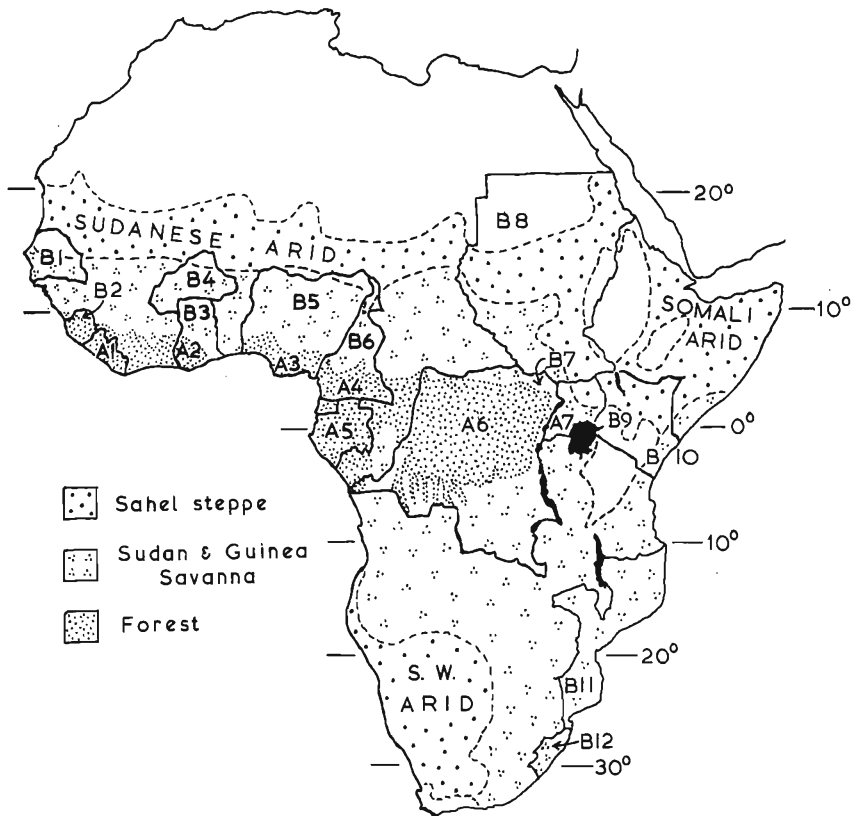 20°
SUDANESE ARID
B8
B1
B4
B2
B3
B5
SOMALI
ARID
10°
B6
A1
A2
A3
B7
A4
A5
A6
A7
B9
0°
B 10
Sahel steppe
Sudan & Guinea
Savanna
Forest
10°
20°
S. W.
ARID
B11
B12
30°